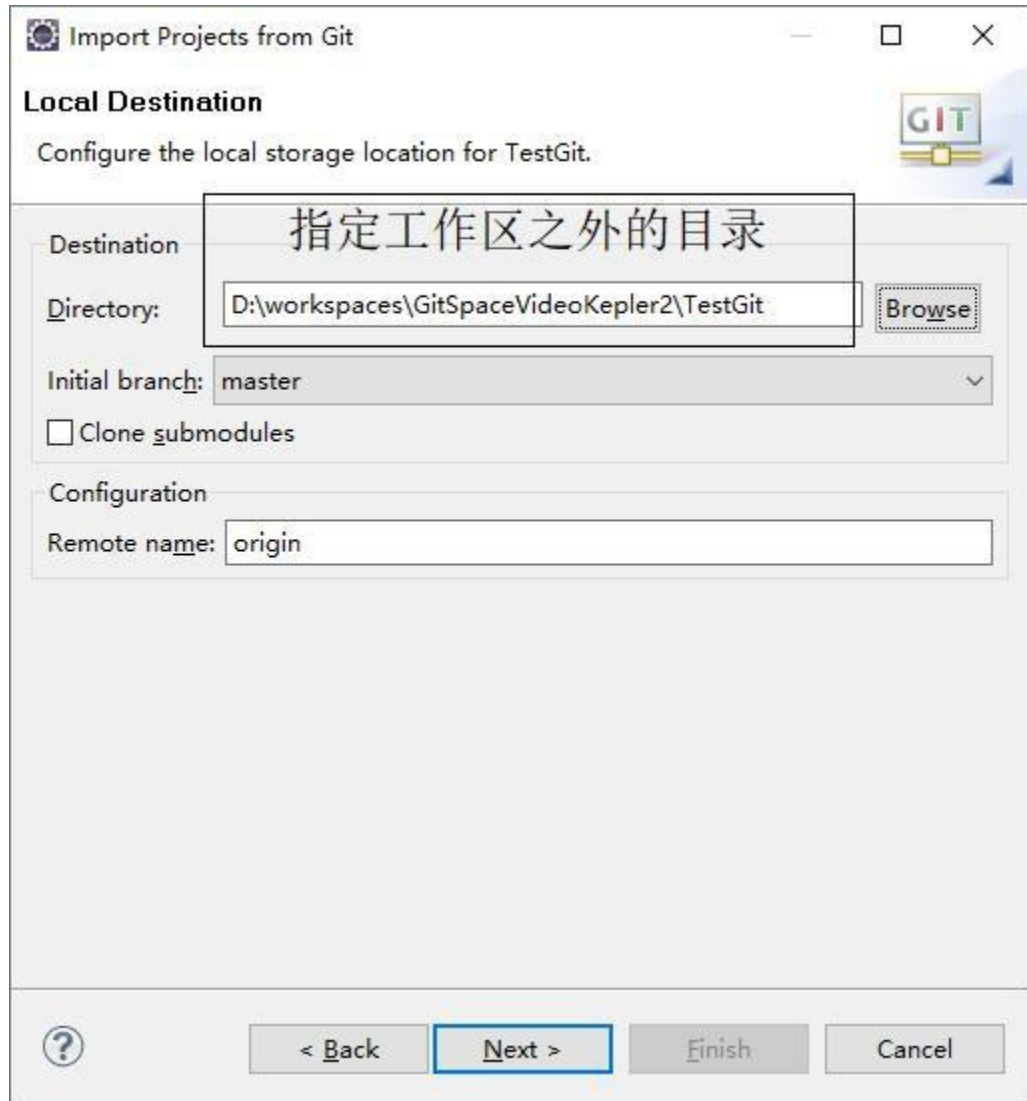 Import Projects from Git
Local Destination
GIT
Configure the local storage location for TestGit.
指定工作区之外的目录
Destination
Directory: D:\workspaces\GitSpaceVideoKepler2\TestGit Browse
Initial branch: master
Clone submodules
Configuration
Remote name: origin
? < Back Next > Finish Cancel